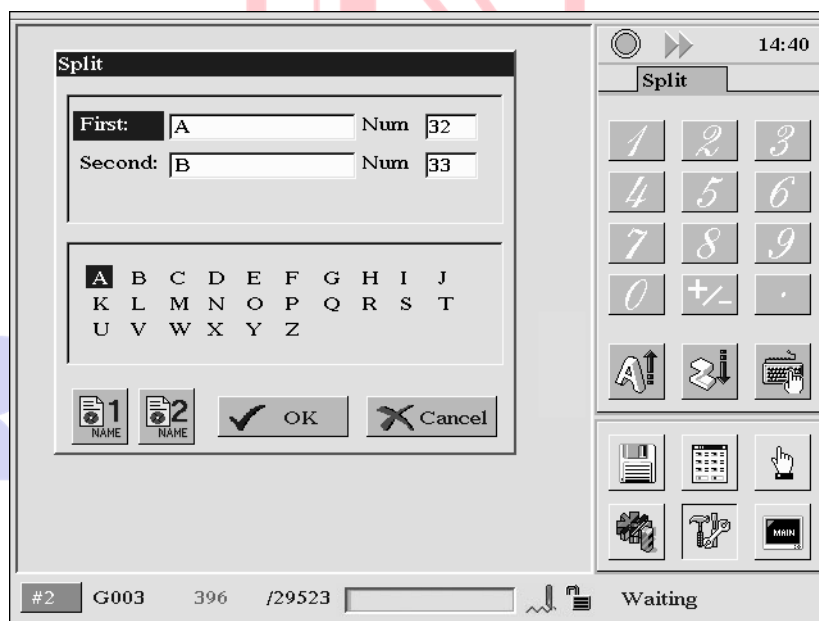 14:40
Split
Split
First: A Num 32
Second: B Num 33
A B C D E F G H I J
K L M N O P Q R S T
U V W X Y Z
1 NAME
2 NAME
OK
Cancel
1 2 3
4 5 6
7 8 9
0 +/- .
A
Z
MAIN
#2 G003 396 /29523
Waiting